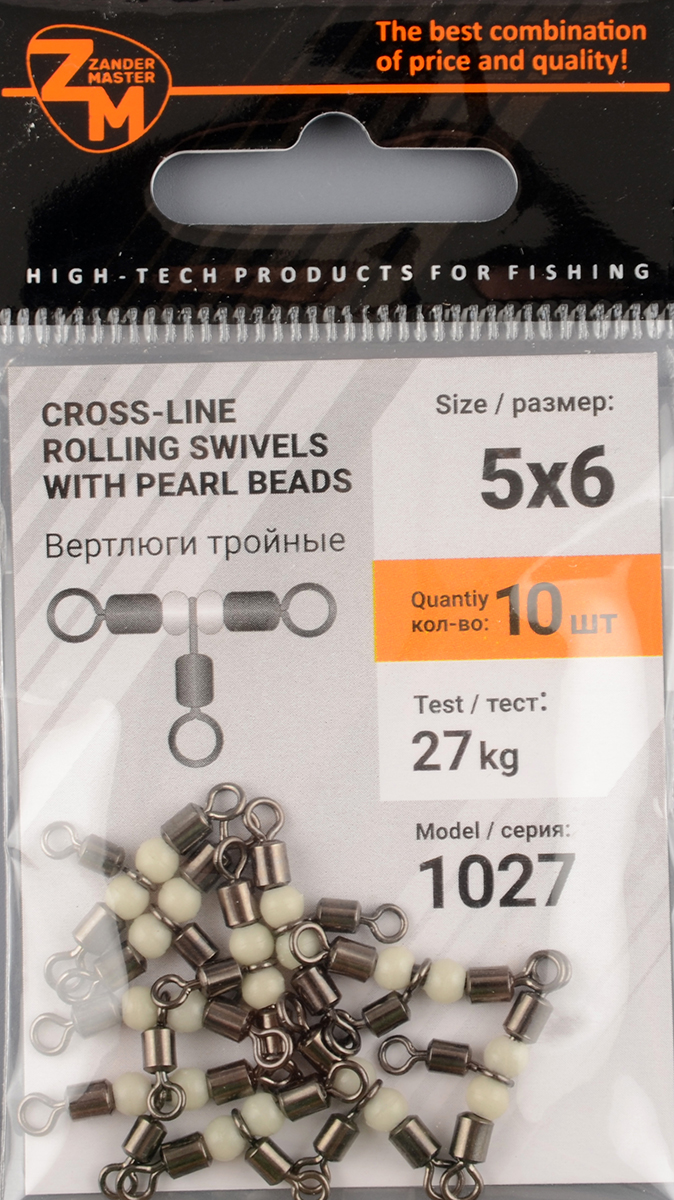 ZANDER
MASTER
ZM
The best combination
of price and quality!
HIGH-TECH PRODUCTS FOR FISHING
CROSS-LINE
ROLLING SWIVELS
WITH PEARL BEADS
Вертлюги тройные
Size / размер:
5x6
Quantiy
кол-во: 10 шт
Test / тест:
27 kg
Model / серия:
1027